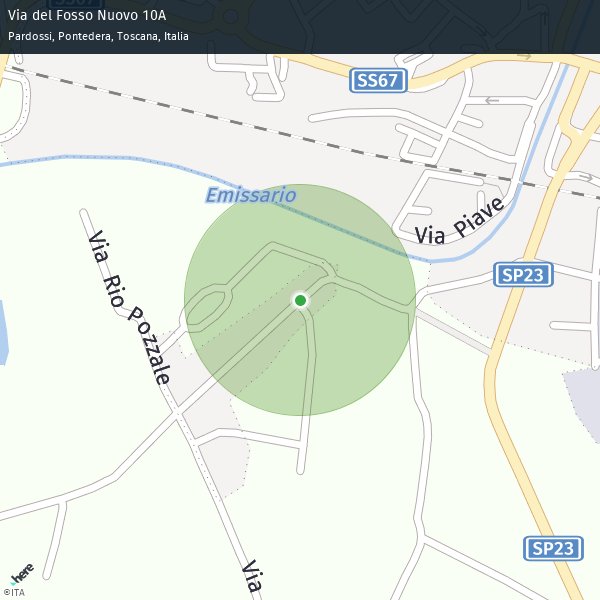 Via del Fosso Nuovo 10A
Pardossi, Pontedera, Toscana, Italia
SS67
Emissario
Via Piave
Via Rio Pozzale
SP23
SP23
Via
here
©ITA